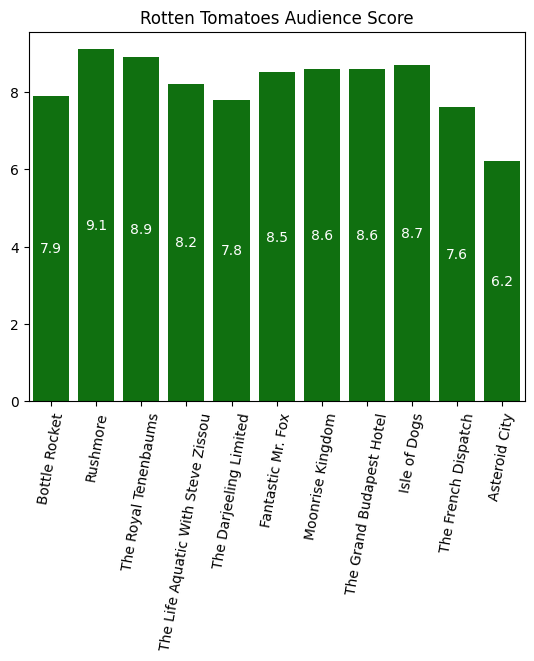 Rotten Tomatoes Audience Score
8
6
4
2
0
7.9
9.1
8.9
8.2
7.8
8.5
8.6
8.6
8.7
7.6
6.2
Bottle Rocket
Rushmore
The Royal Tenenbaums
The Life Aquatic With Steve Zissou
The Darjeeling Limited
Fantastic Mr. Fox
Moonrise Kingdom
The Grand Budapest Hotel
Isle of Dogs
The French Dispatch
Asteroid City